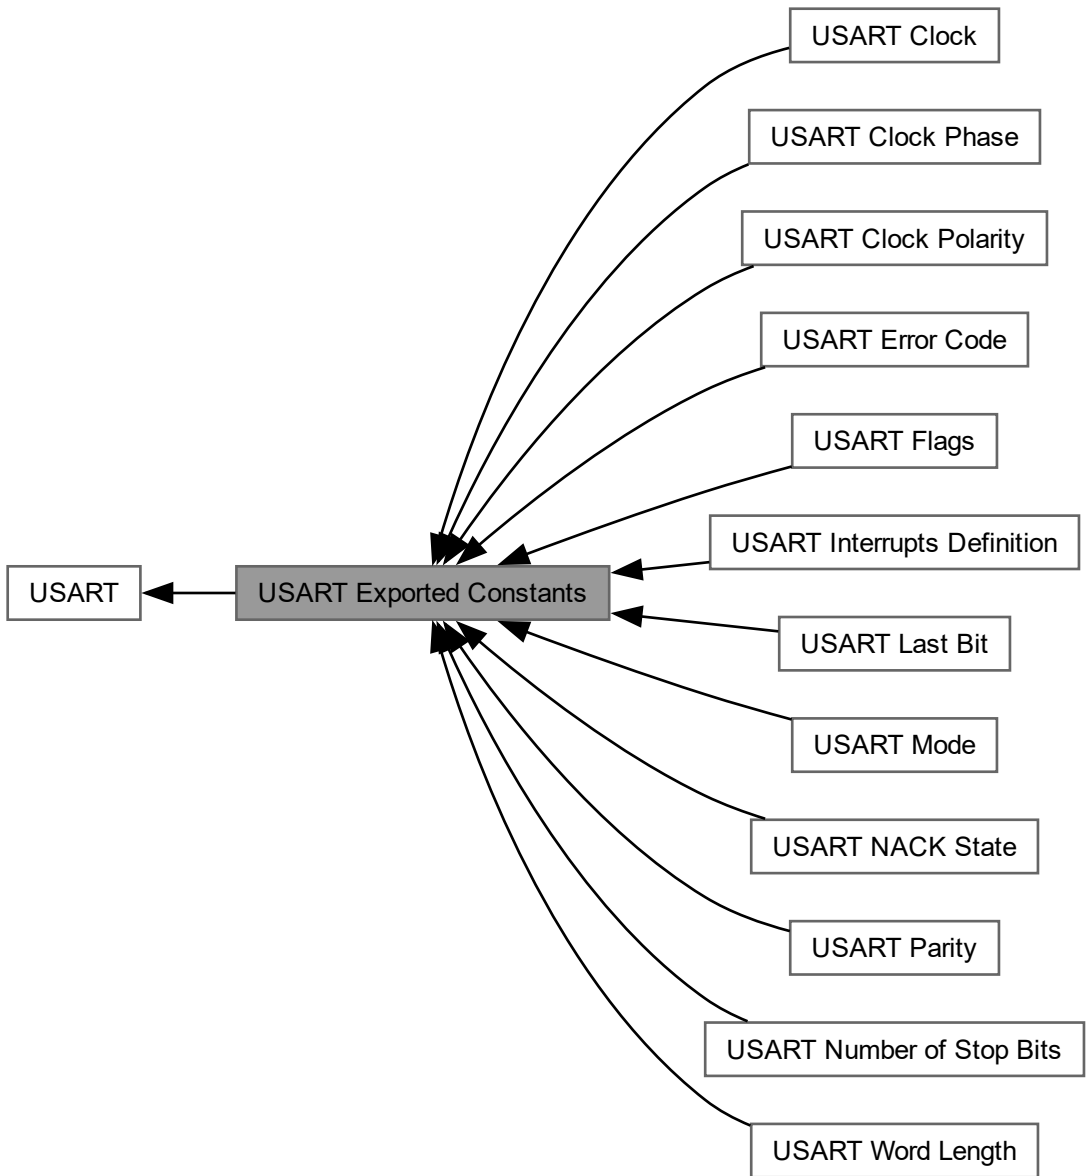 USART Clock
USART Clock Phase
USART Clock Polarity
USART Error Code
USART Flags
USART Interrupts Definition
USART
USART Exported Constants
USART Last Bit
USART Mode
USART NACK State
USART Parity
USART Number of Stop Bits
USART Word Length